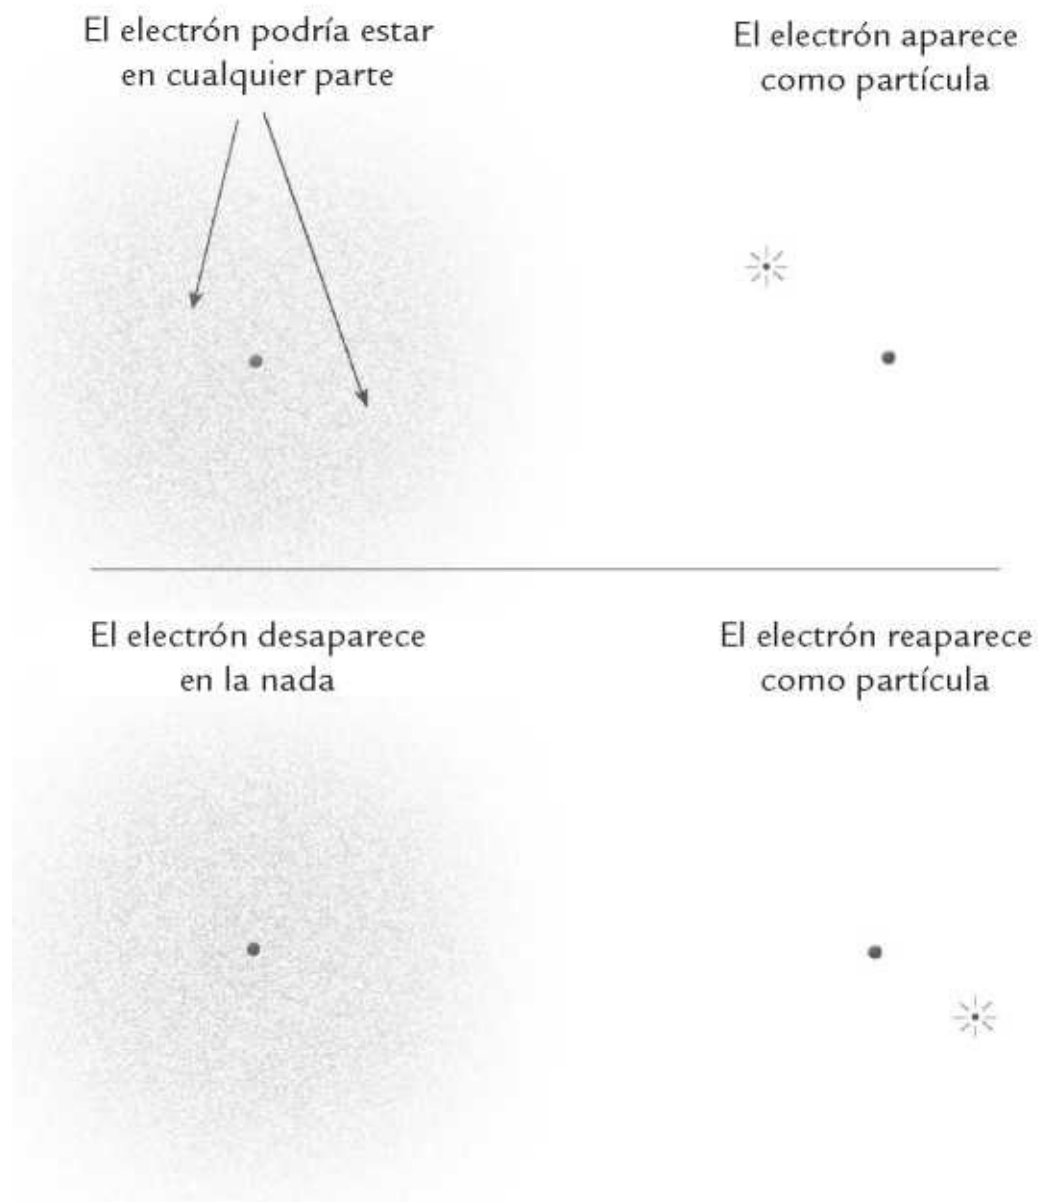 El electrón podría estar
en cualquier parte
El electrón aparece
como partícula
El electrón desaparece
en la nada
El electrón reaparece
como partícula